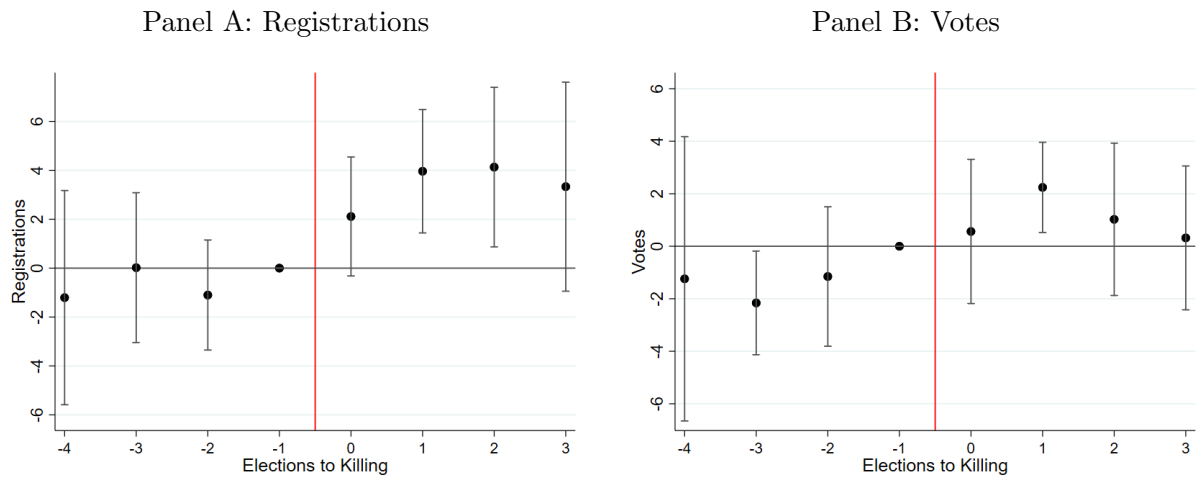 Panel A: Registrations
Registrations
6
4
2
0
-2
-4
-6
-4 -3 -2 -1 0 1 2 3
Elections to Killing
Panel B: Votes
Votes
6
4
2
0
-2
-4
-6
-4 -3 -2 -1 0 1 2 3
Elections to Killing